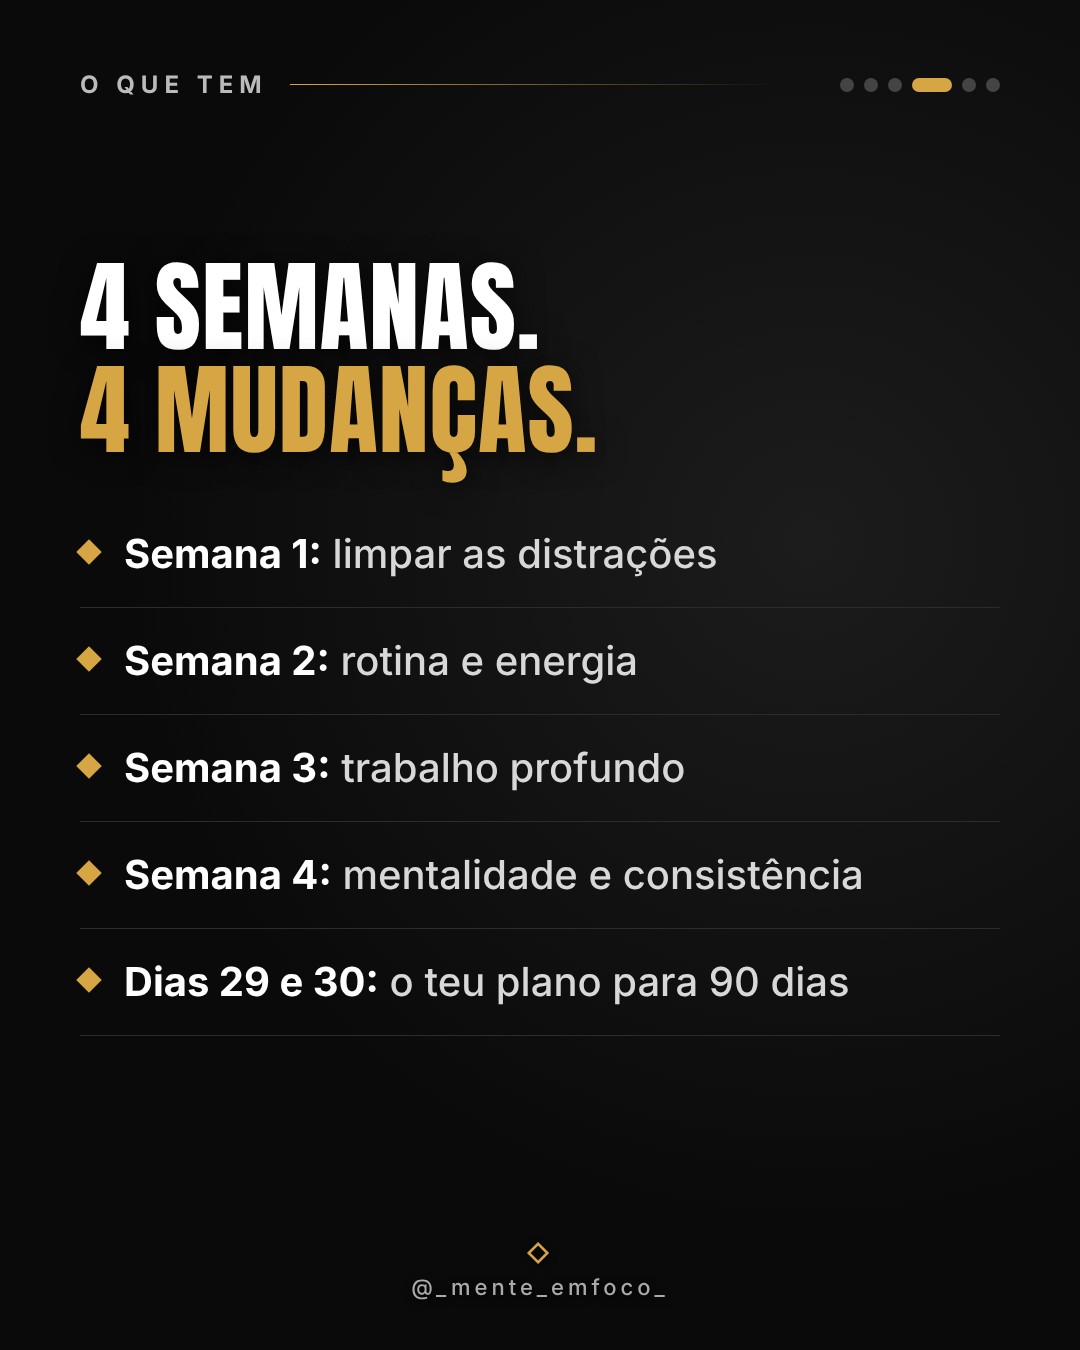 O QUE TEM
4 SEMANAS.
4 MUDANÇAS.
Semana 1: limpar as distrações
Semana 2: rotina e energia
Semana 3: trabalho profundo
Semana 4: mentalidade e consistência
Dias 29 e 30: o teu plano para 90 dias
@_mente_emfoco_